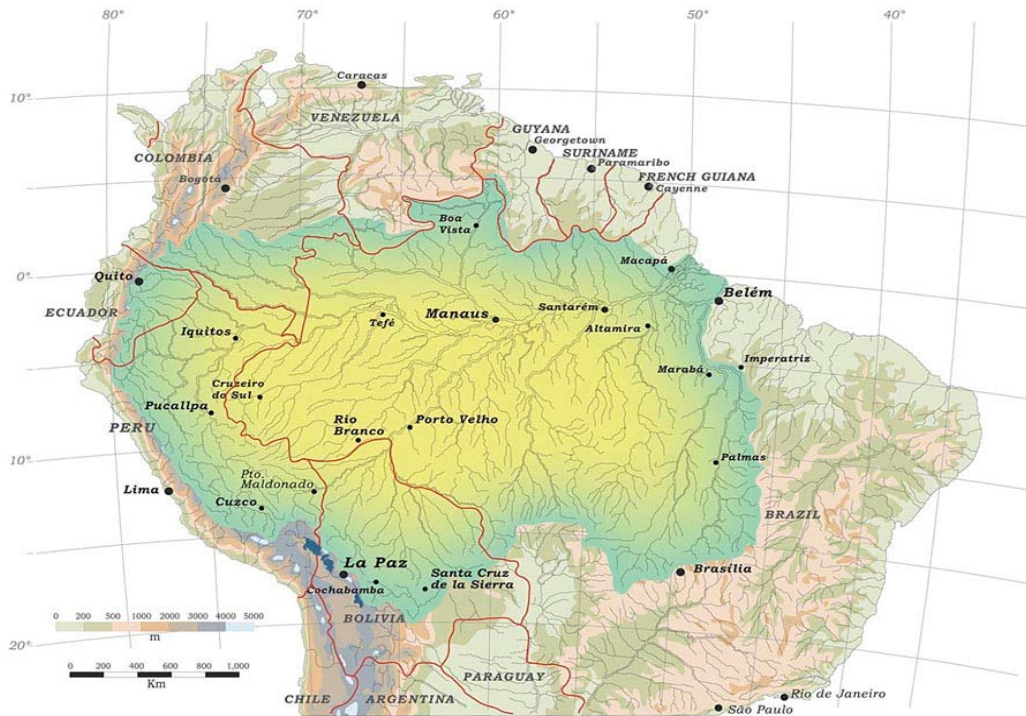 80°
70°
60°
50°
40°
Caracas
10°
VENEZUELA
GUYANA
Georgetown
SURINAME
Paramaribo
COLOMBIA
FRENCH GUIANA
Cayenne
Bogotá
Boa
Vista
Macapá
0°
Quito
Belém
ECUADOR
Santarém
Manaus
Tefé
Altamira
Iquitos
Imperatriz
Marabá
Cruzeiro
do Sul
Pucallpa
PERU
Rio
Branco
Porto Velho
10°
Palmas
Pto.
Maldonado
Lima
Cuzco
BRAZIL
La Paz
Santa Cruz
de la Sierra
Brasília
Cochabamba
0 200 500 1000 2000 3000 4000 5000
m
BOLIVIA
20°
0 200 400 600 800 1,000
Km
PARAGUAY
CHILE
ARGENTINA
Rio de Janeiro
São Paulo